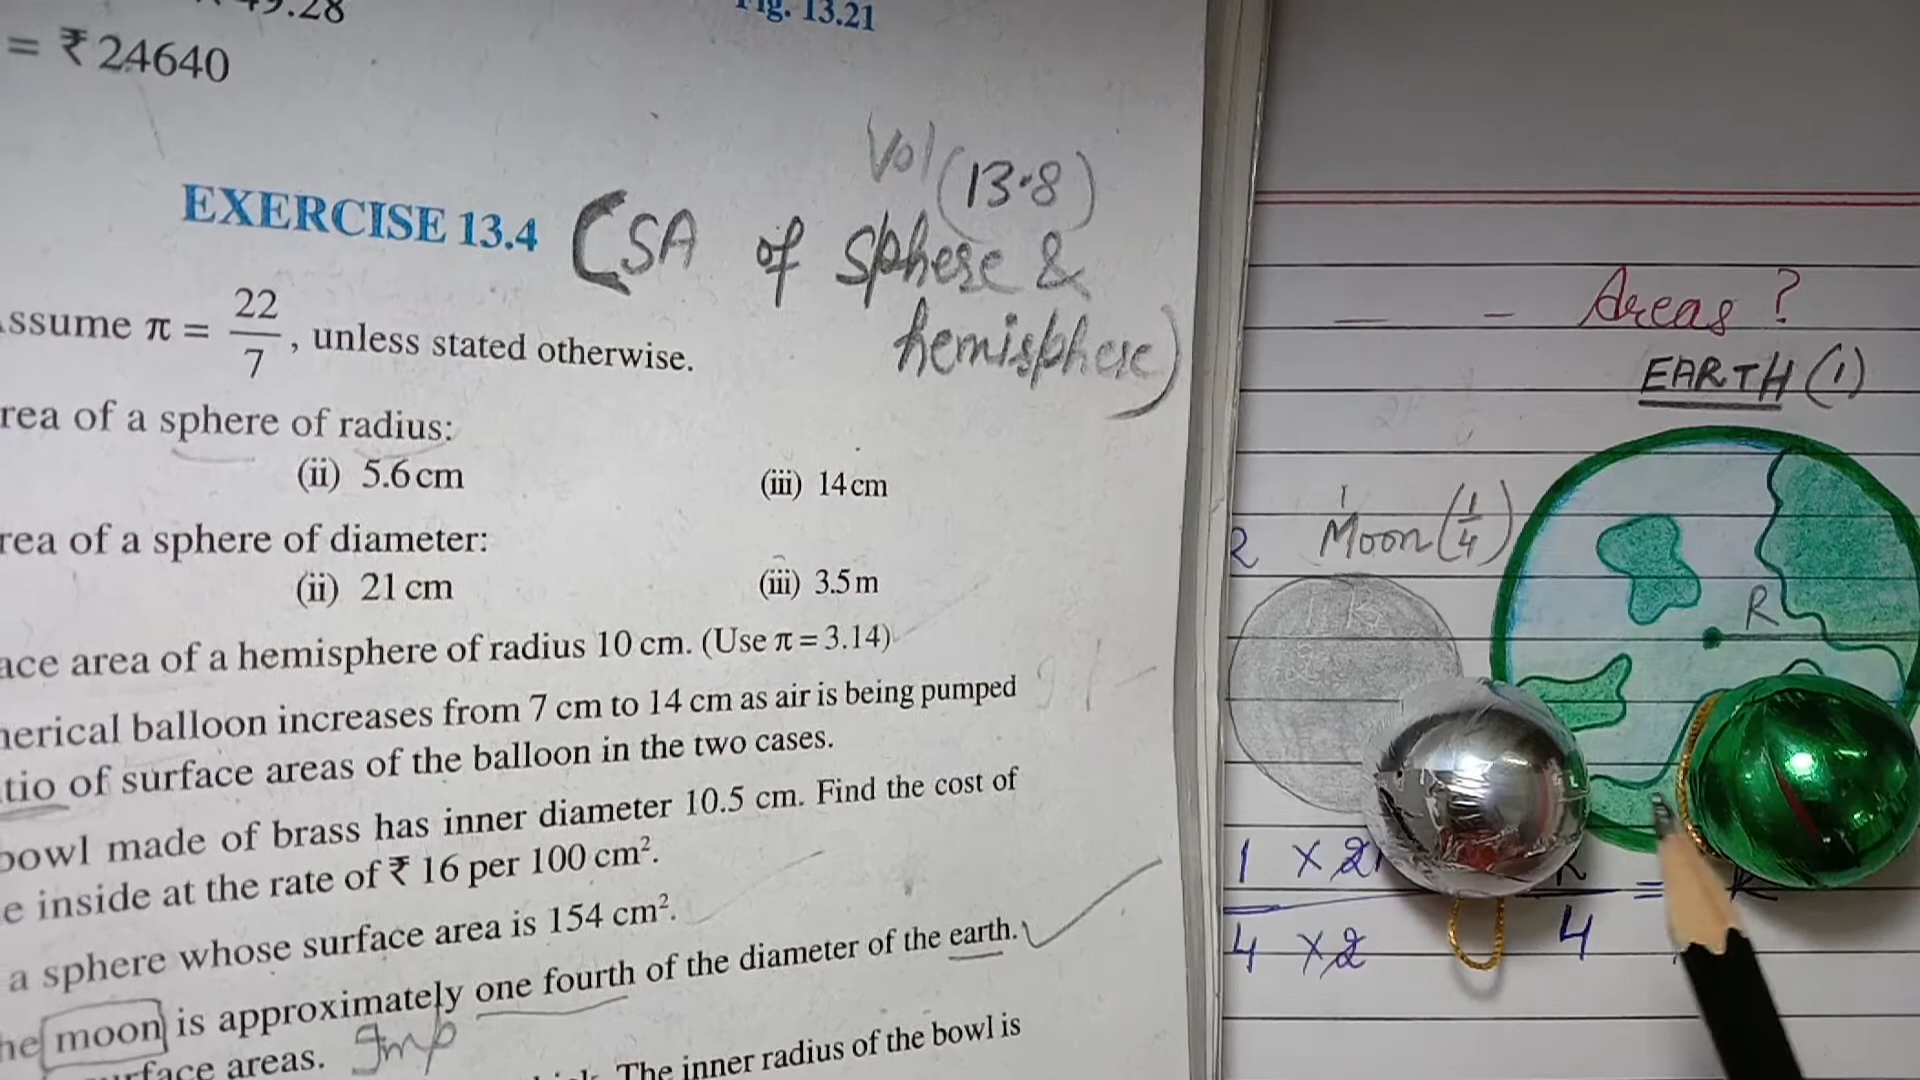 49.28
= ₹ 24640
Fig. 13.21
Vol (13.8)
EXERCISE 13.4 (CSA of Sphere &
hemisphere)
ssume π = 22/7, unless stated otherwise.
rea of a sphere of radius:
(ii) 5.6 cm (iii) 14 cm
rea of a sphere of diameter:
(ii) 21 cm (iii) 3.5 m
ace area of a hemisphere of radius 10 cm. (Use π = 3.14)
herical balloon increases from 7 cm to 14 cm as air is being pumped
tio of surface areas of the balloon in the two cases.
bowl made of brass has inner diameter 10.5 cm. Find the cost of
e inside at the rate of ₹ 16 per 100 cm².
a sphere whose surface area is 154 cm².
he moon is approximately one fourth of the diameter of the earth.
urface areas. Imp
The inner radius of the bowl is
Areas ?
EARTH (1)
Moon (1/4)
R
R
1 × 2
4 × 2
4
=